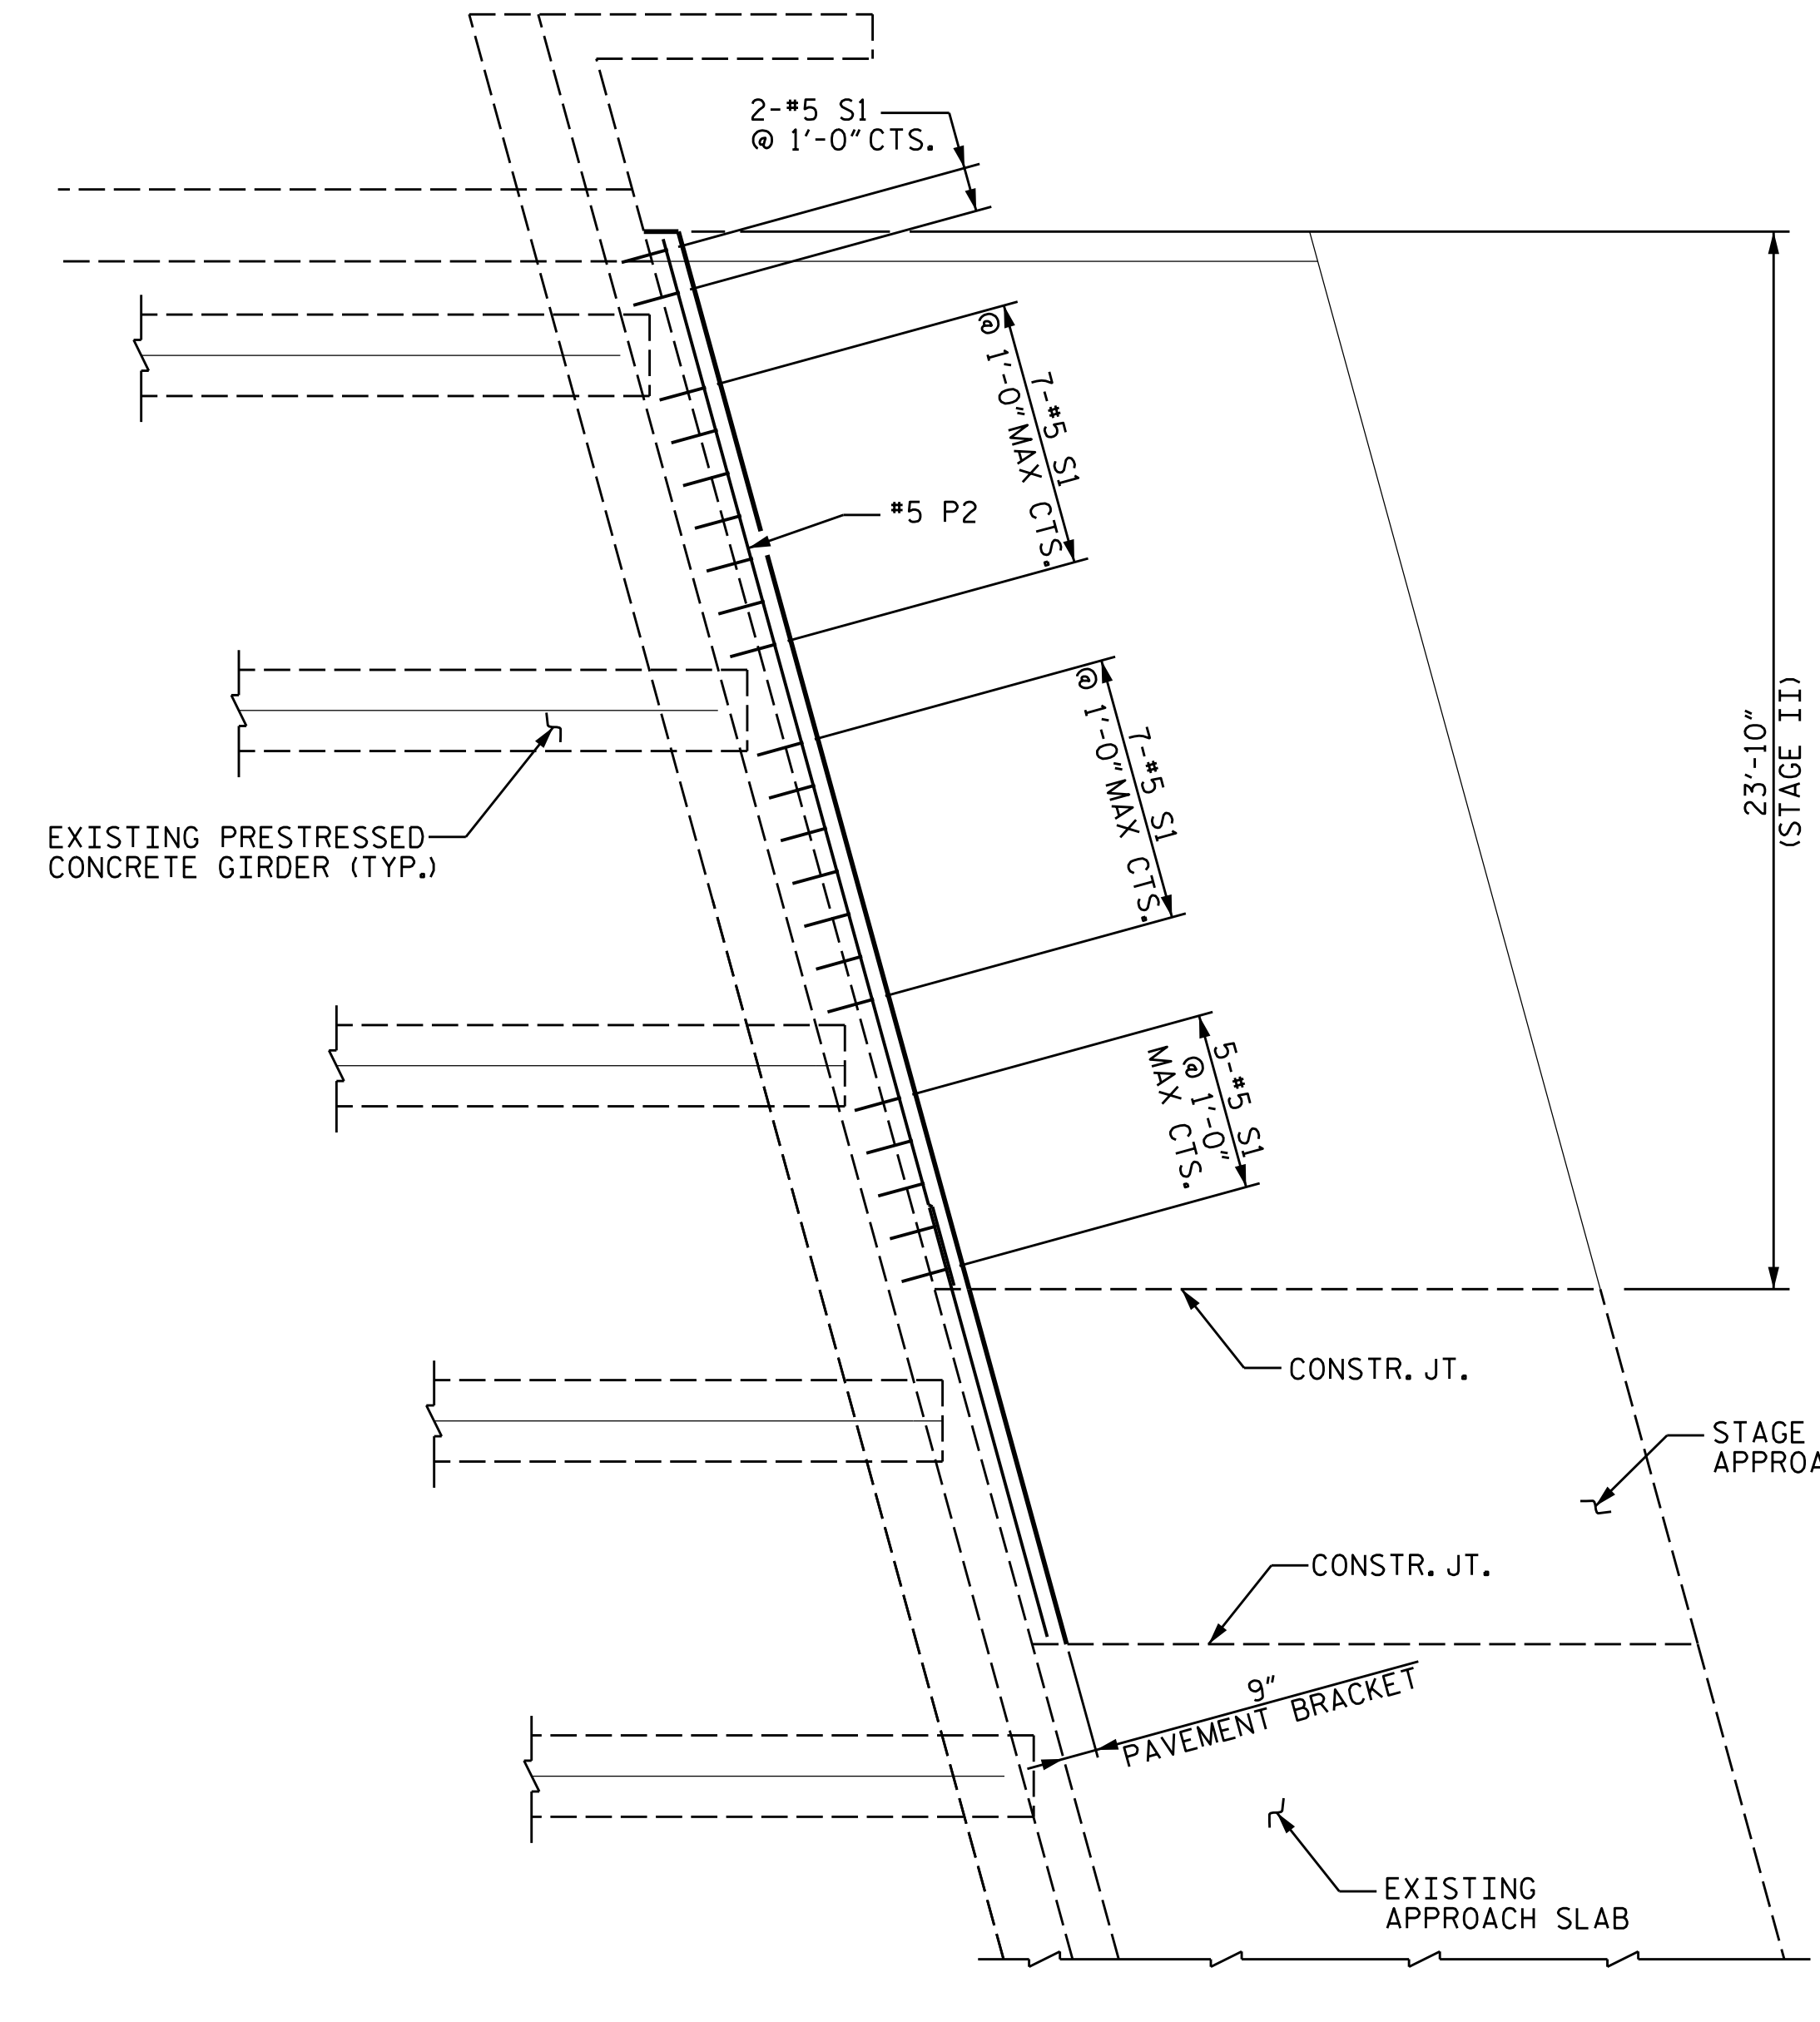 2-#5 S1
@ 1'-0" CTS.
7-#5 S1
@ 1'-0" MAX CTS.
#5 P2
7-#5 S1
@ 1'-0" MAX CTS.
23'-10"
(STAGE II)
EXISTING PRESTRESSED
CONCRETE GIRDER (TYP.)
5-#5 S1
@ 1'-0"
MAX CTS.
CONSTR. JT.
STAGE
CONSTR. JT.
9"
PAVEMENT BRACKET
EXISTING
APPROACH SLAB